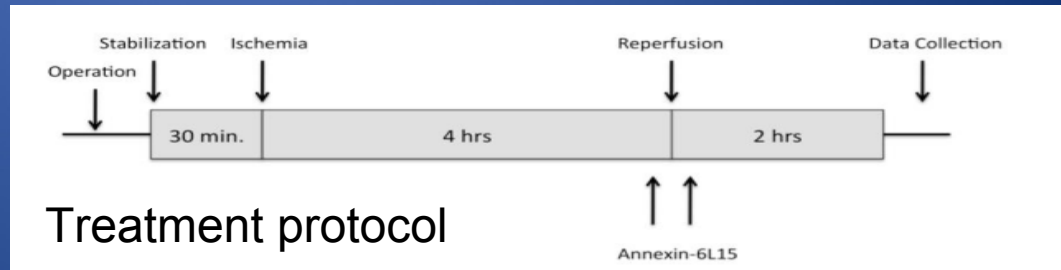 Stabilization Ischemia Reperfusion Data Collection
Operation
30 min. 4 hrs 2 hrs
Treatment protocol
Annexin-6L15